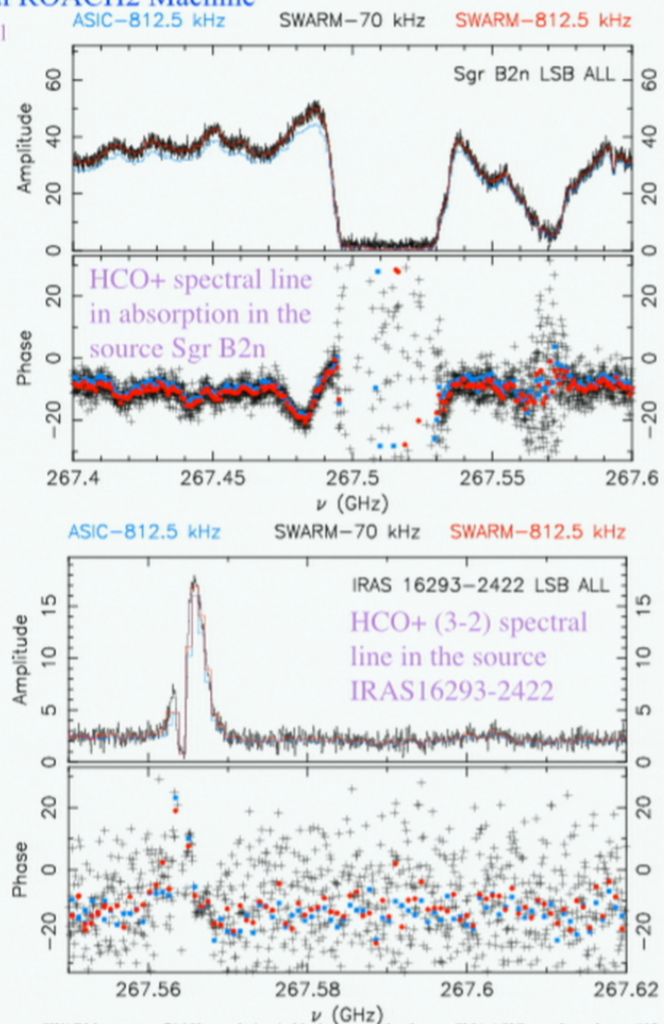 ROACH2 Machine
ASIC-812.5 kHz SWARM-70 kHz SWARM-812.5 kHz
Sgr B2n LSB ALL
Amplitude
60
40
20
0
60
40
20
0
HCO+ spectral line
in absorption in the
source Sgr B2n
Phase
20
0
-20
20
0
-20
267.4 267.45 267.5 267.55 267.6
ν (GHz)
ASIC-812.5 kHz SWARM-70 kHz SWARM-812.5 kHz
IRAS 16293-2422 LSB ALL
HCO+ (3-2) spectral
line in the source
IRAS16293-2422
Amplitude
15
10
5
0
15
10
5
0
Phase
20
0
-20
20
0
-20
267.56 267.58 267.6 267.62
ν (GHz)